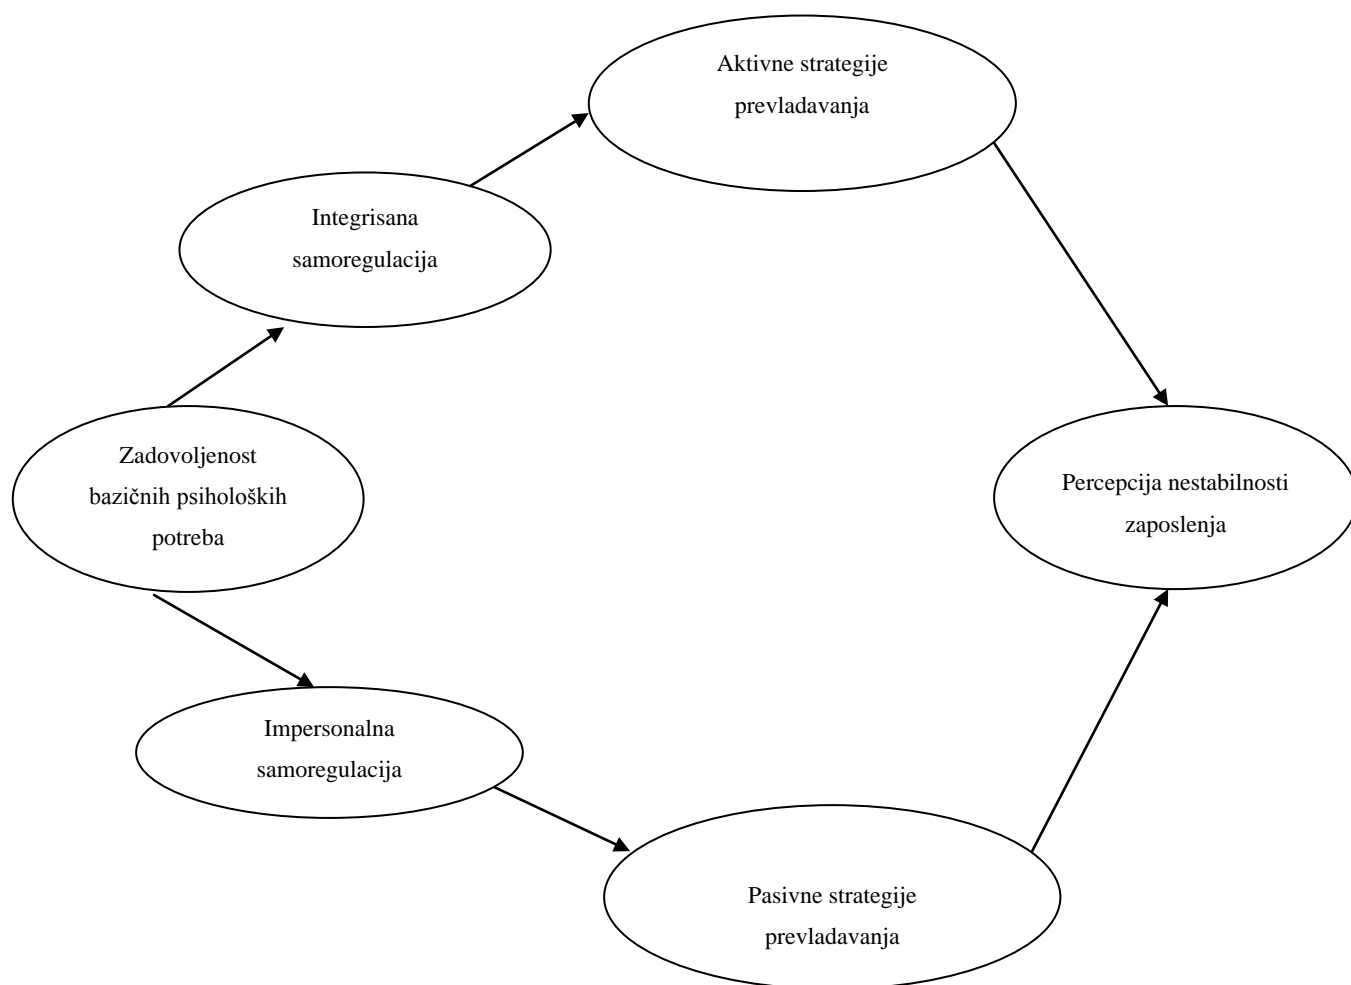 Aktivne strategije
prevladavanja
Integrisana
samoregulacija
Zadovoljenost
bazičnih psiholoških
potreba
Percepcija nestabilnosti
zaposlenja
Impersonalna
samoregulacija
Pasivne strategije
prevladavanja